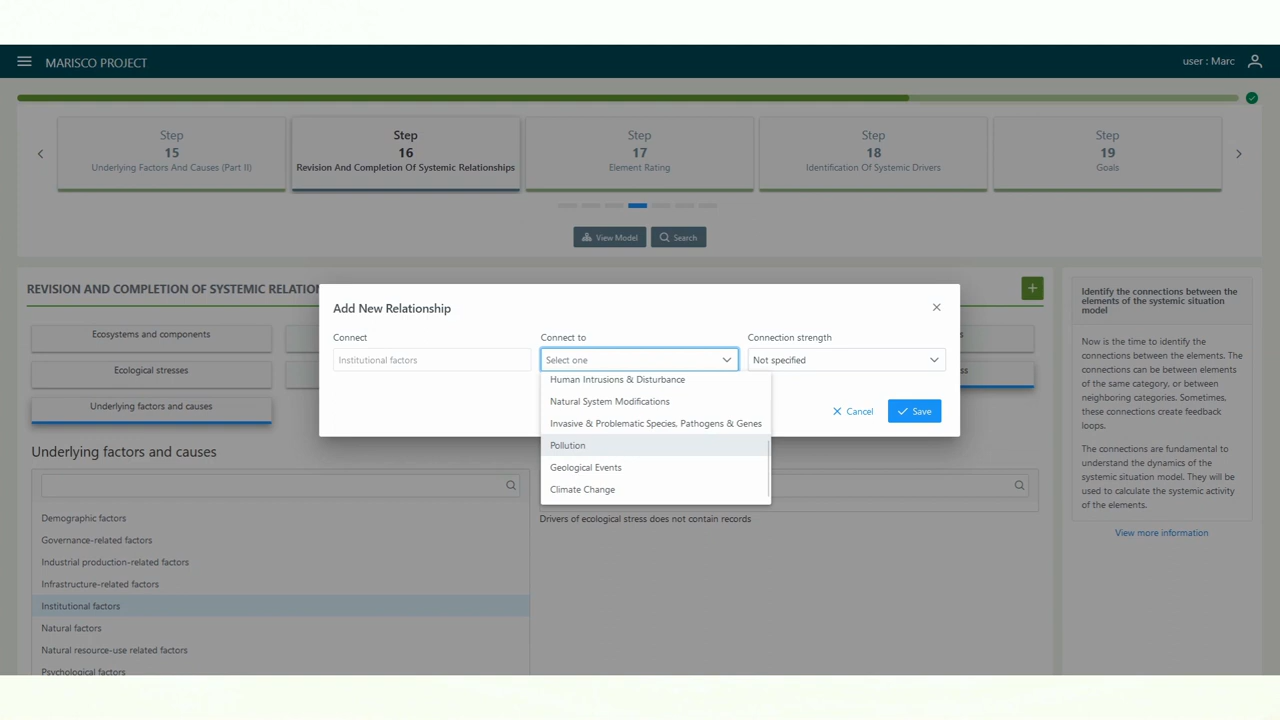 MARISCO PROJECT
user : Marc
Step
15
Underlying Factors And Causes (Part II)
Step
16
Revision And Completion Of Systemic Relationships
Step
17
Element Rating
Step
18
Identification Of Systemic Drivers
Step
19
Goals
View Model
Search
REVISION AND COMPLETION OF SYSTEMIC RELATION
Ecosystems and components
Ecological stresses
Underlying factors and causes
Add New Relationship
Connect
Connect to
Connection strength
Institutional factors
Select one
Not specified
Human Intrusions & Disturbance
Natural System Modifications
Invasive & Problematic Species, Pathogens & Genes
Pollution
Geological Events
Climate Change
Cancel
Save
Underlying factors and causes
Demographic factors
Governance-related factors
Industrial production-related factors
Infrastructure-related factors
Institutional factors
Natural factors
Natural resource-use related factors
Psychological factors
Drivers of ecological stress does not contain records
Identify the connections between the
elements of the systemic situation
model
Now is the time to identify the
connections between the elements. The
connections can be between elements
of the same category, or between
neighboring categories. Sometimes,
these connections create feedback
loops.
The connections are fundamental to
understand the dynamics of the
systemic situation model. They will be
used to calculate the systemic activity
of the elements.
View more information